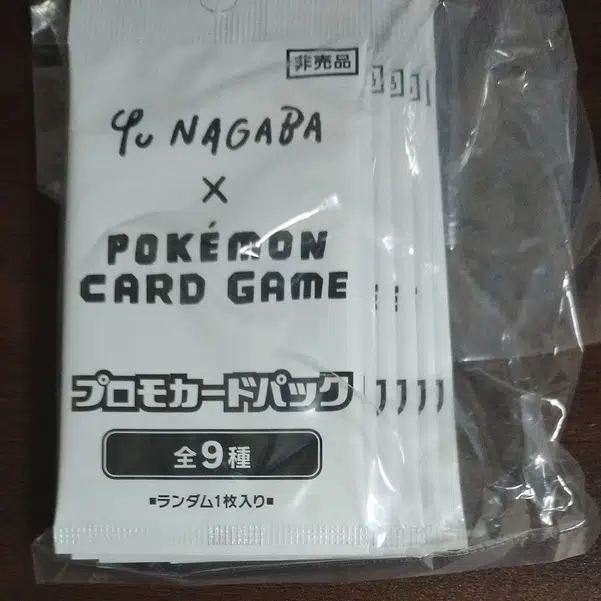 非売品
Yu NAGABA
×
POKÉMON
CARD GAME
プロモカードパック
全9種
■ランダム1枚入り■